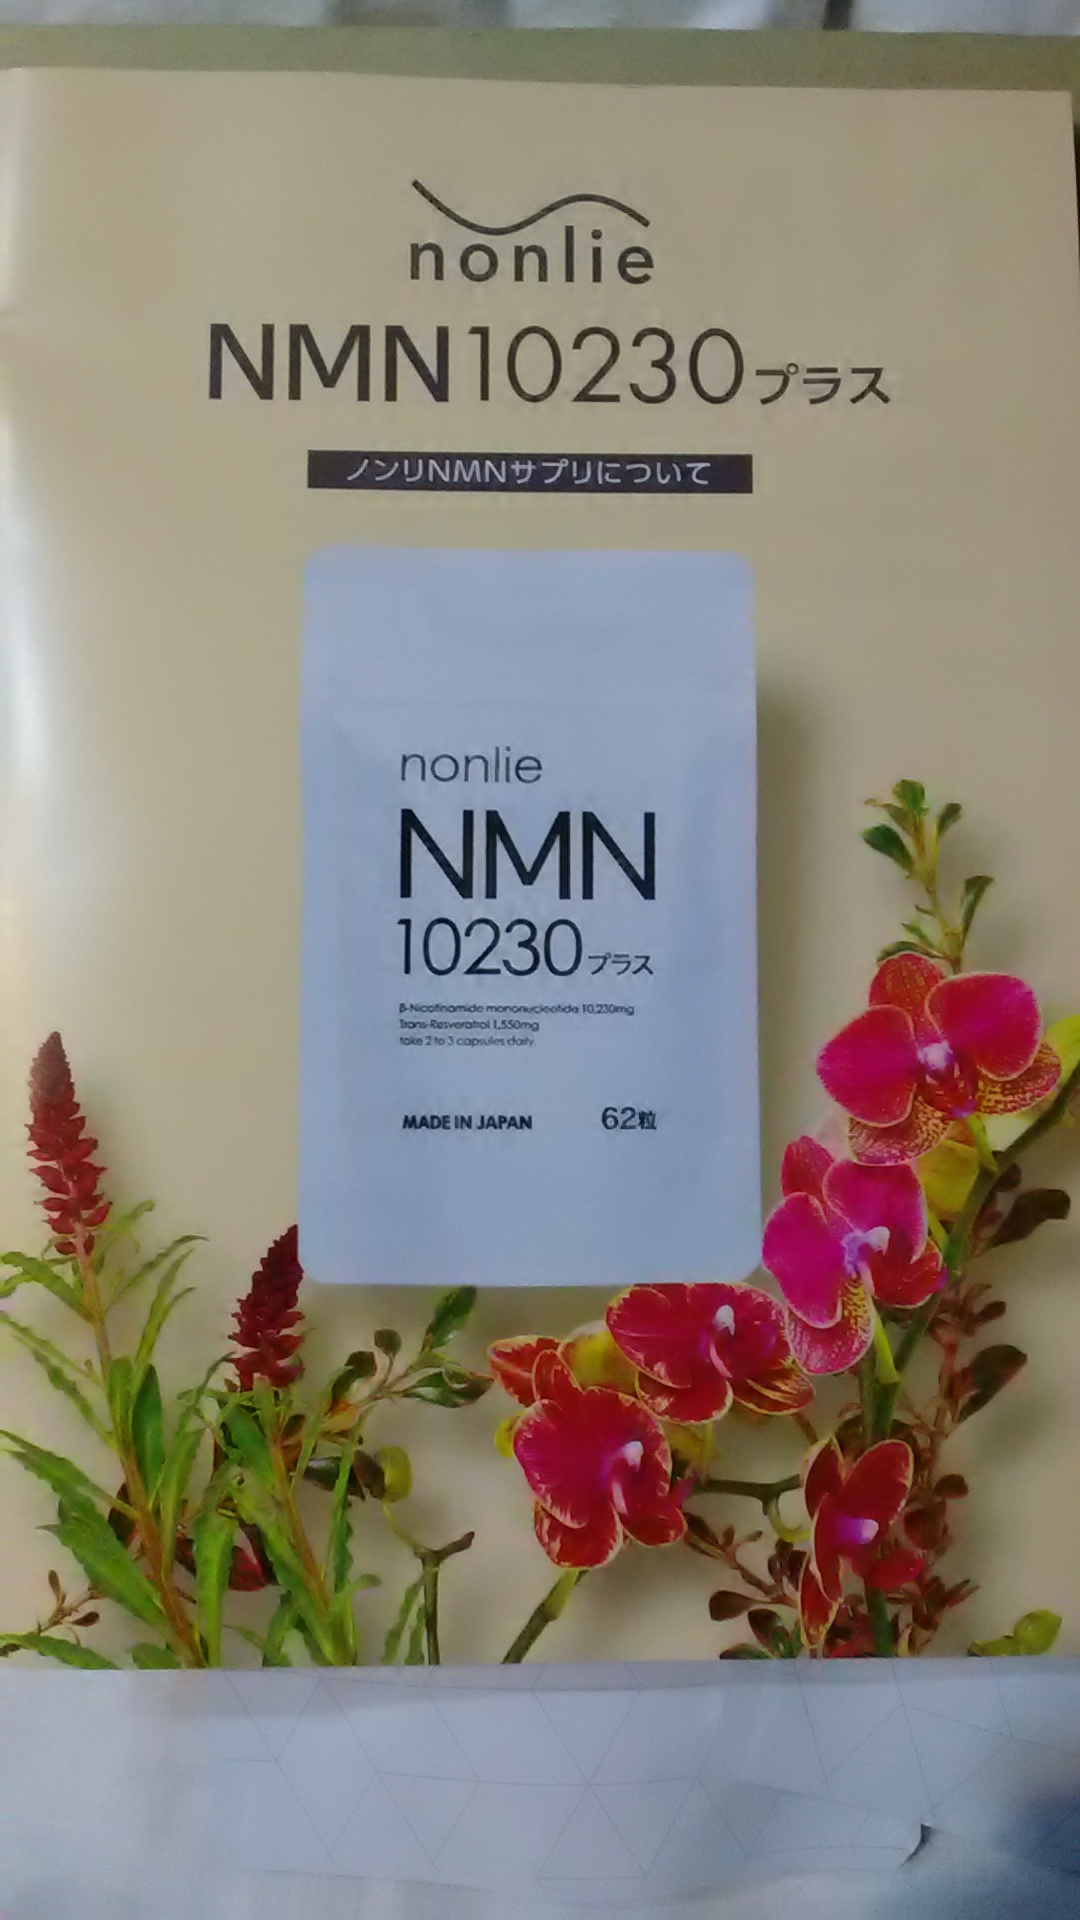 nonlie
NMN10230プラス
ノンリNMNサプリについて
nonlie
NMN
10230プラス
β-Nicotinamide mononucleotide 10,230mg
Trans-Resveratrol 1,550mg
take 2 to 3 capsules daily.
MADE IN JAPAN 62粒